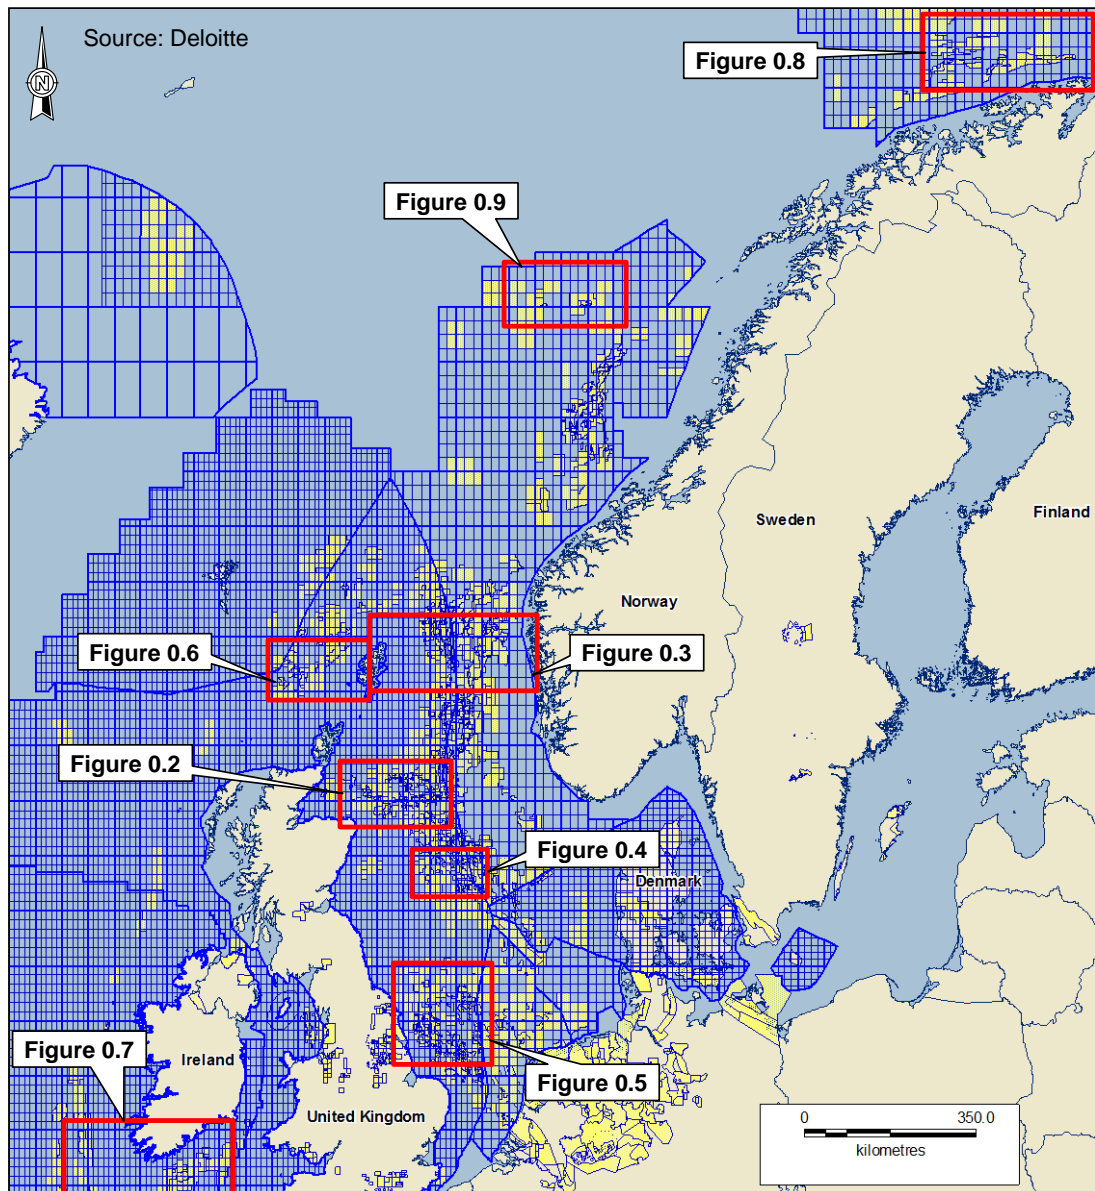 Source: Deloitte
N
Figure 0.8
Figure 0.9
Sweden
Finland
Norway
Figure 0.6
Figure 0.3
Figure 0.2
Figure 0.4
Denmark
Figure 0.7
Ireland
Figure 0.5
United Kingdom
0 350.0
kilometres